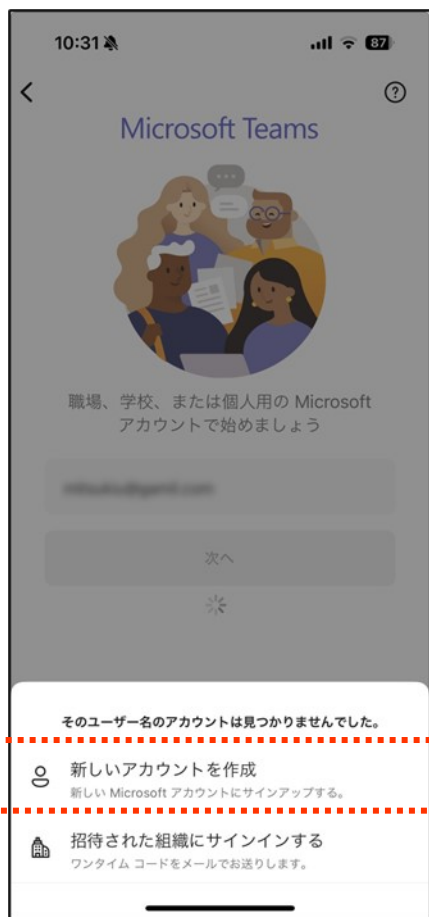 10:31
87
Microsoft Teams
職場、学校、または個人用の Microsoft
アカウントで始めましょう
次へ
そのユーザー名のアカウントは見つかりませんでした。
新しいアカウントを作成
新しい Microsoft アカウントにサインアップする。
招待された組織にサインインする
ワンタイム コードをメールでお送りします。